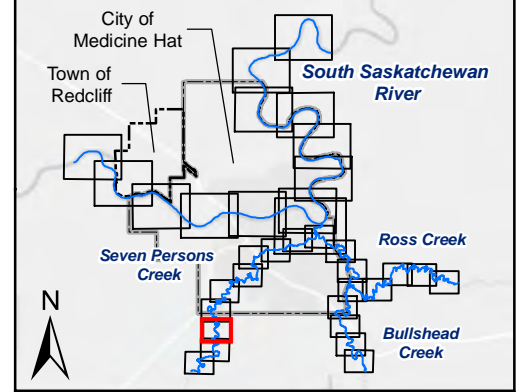 City of
Medicine Hat
Town of
Redcliff
South Saskatchewan
River
Seven Persons
Creek
Ross Creek
Bullshead
Creek
N